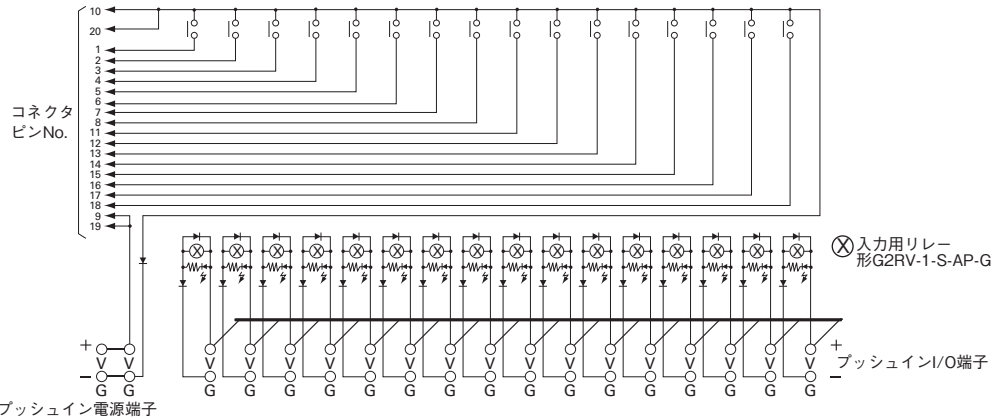 10
20
1
2
3
4
5
6
7
8
11
12
13
14
15
16
17
18
9
19
コネクタ
ピンNo.
入力用リレー
形G2RV-1-S-AP-G
+ V V V V V V V V V V V V V V V V V V +
− G G G G G G G G G G G G G G G G G G −
プッシュインI/O端子
プッシュイン電源端子